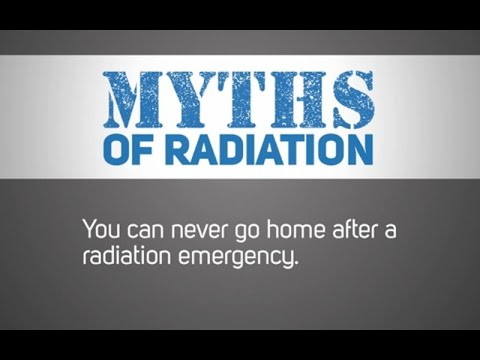 MYTHS
OF RADIATION
You can never go home after a
radiation emergency.